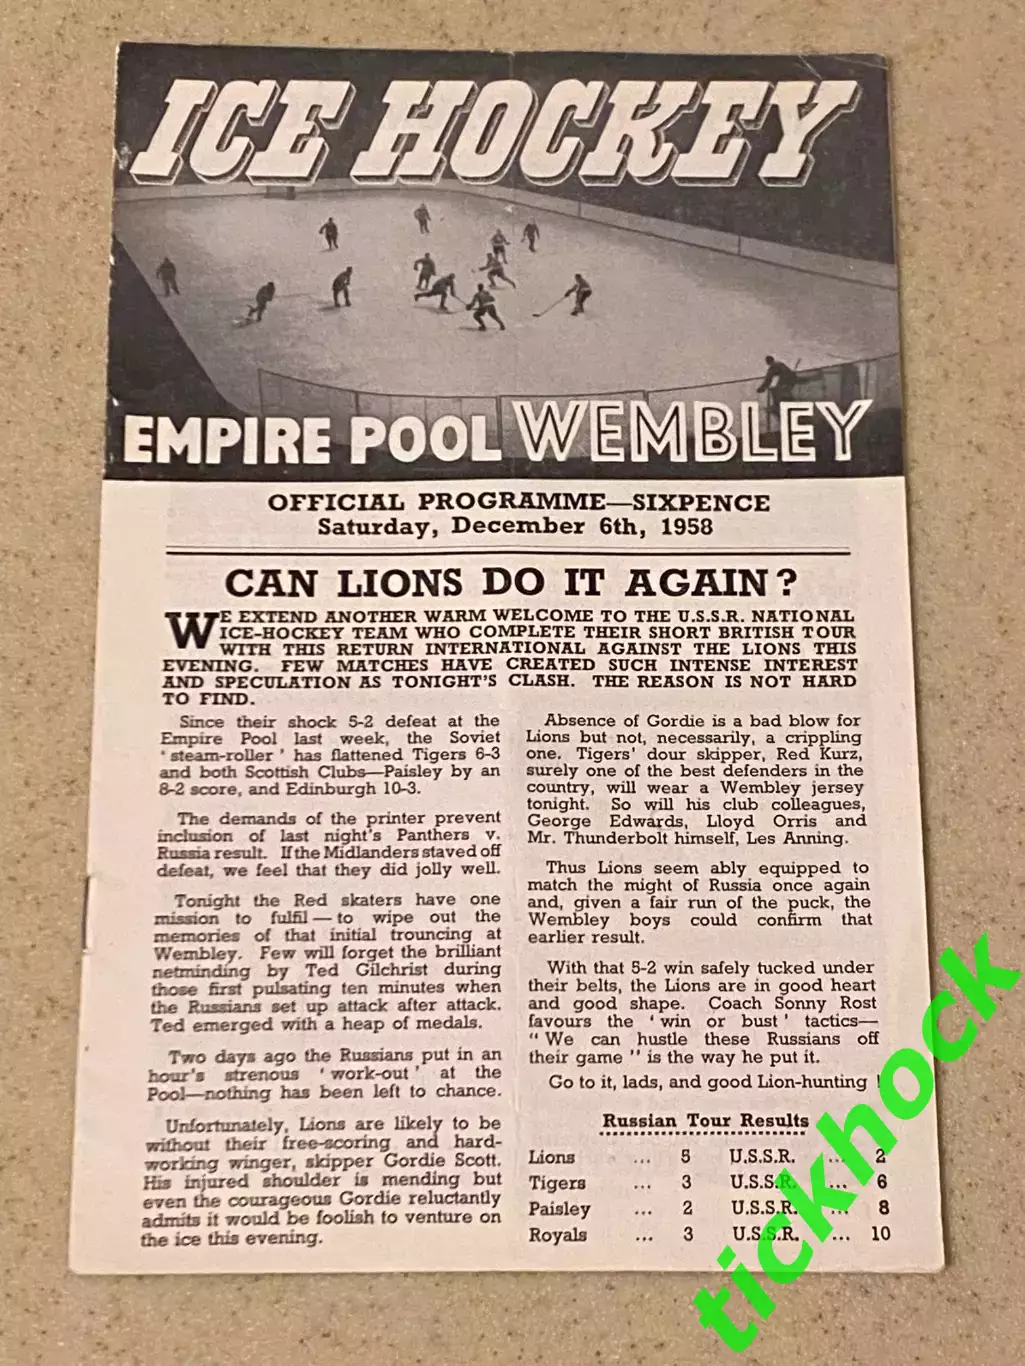 ICE HOCKEY
EMPIRE POOL WEMBLEY
OFFICIAL PROGRAMME—SIXPENCE
Saturday, December 6th, 1958
CAN LIONS DO IT AGAIN?
WE EXTEND ANOTHER WARM WELCOME TO THE U.S.S.R. NATIONAL
ICE-HOCKEY TEAM WHO COMPLETE THEIR SHORT BRITISH TOUR
WITH THIS RETURN INTERNATIONAL AGAINST THE LIONS THIS
EVENING. FEW MATCHES HAVE CREATED SUCH INTENSE INTEREST
AND SPECULATION AS TONIGHT'S CLASH. THE REASON IS NOT HARD
TO FIND.
Since their shock 5-2 defeat at the
Empire Pool last week, the Soviet
' steam-roller ' has flattened Tigers 6-3
and both Scottish Clubs—Paisley by an
8-2 score, and Edinburgh 10-3.
The demands of the printer prevent
inclusion of last night's Panthers v.
Russia result. If the Midlanders staved off
defeat, we feel that they did jolly well.
Tonight the Red skaters have one
mission to fulfil — to wipe out the
memories of that initial trouncing at
Wembley. Few will forget the brilliant
netminding by Ted Gilchrist during
those first pulsating ten minutes when
the Russians set up attack after attack.
Ted emerged with a heap of medals.
Two days ago the Russians put in an
hour's strenous ' work-out ' at the
Pool—nothing has been left to chance.
Unfortunately, Lions are likely to be
without their free-scoring and hard-
working winger, skipper Gordie Scott.
His injured shoulder is mending but
even the courageous Gordie reluctantly
admits it would be foolish to venture on
the ice this evening.
Absence of Gordie is a bad blow for
Lions but not, necessarily, a crippling
one. Tigers' dour skipper, Red Kurz,
surely one of the best defenders in the
country, will wear a Wembley jersey
tonight. So will his club colleagues,
George Edwards, Lloyd Orris and
Mr. Thunderbolt himself, Les Anning.
Thus Lions seem ably equipped to
match the might of Russia once again
and, given a fair run of the puck, the
Wembley boys could confirm that
earlier result.
With that 5-2 win safely tucked under
their belts, the Lions are in good heart
and good shape. Coach Sonny Rost
favours the ' win or bust ' tactics—
" We can hustle these Russians off
their game " is the way he put it.
Go to it, lads, and good Lion-hunting !
Russian Tour Results
Lions ... 5 U.S.S.R. ... 2
Tigers ... 3 U.S.S.R. ... 6
Paisley ... 2 U.S.S.R. ... 8
Royals ... 3 U.S.S.R. ... 10
tickhock